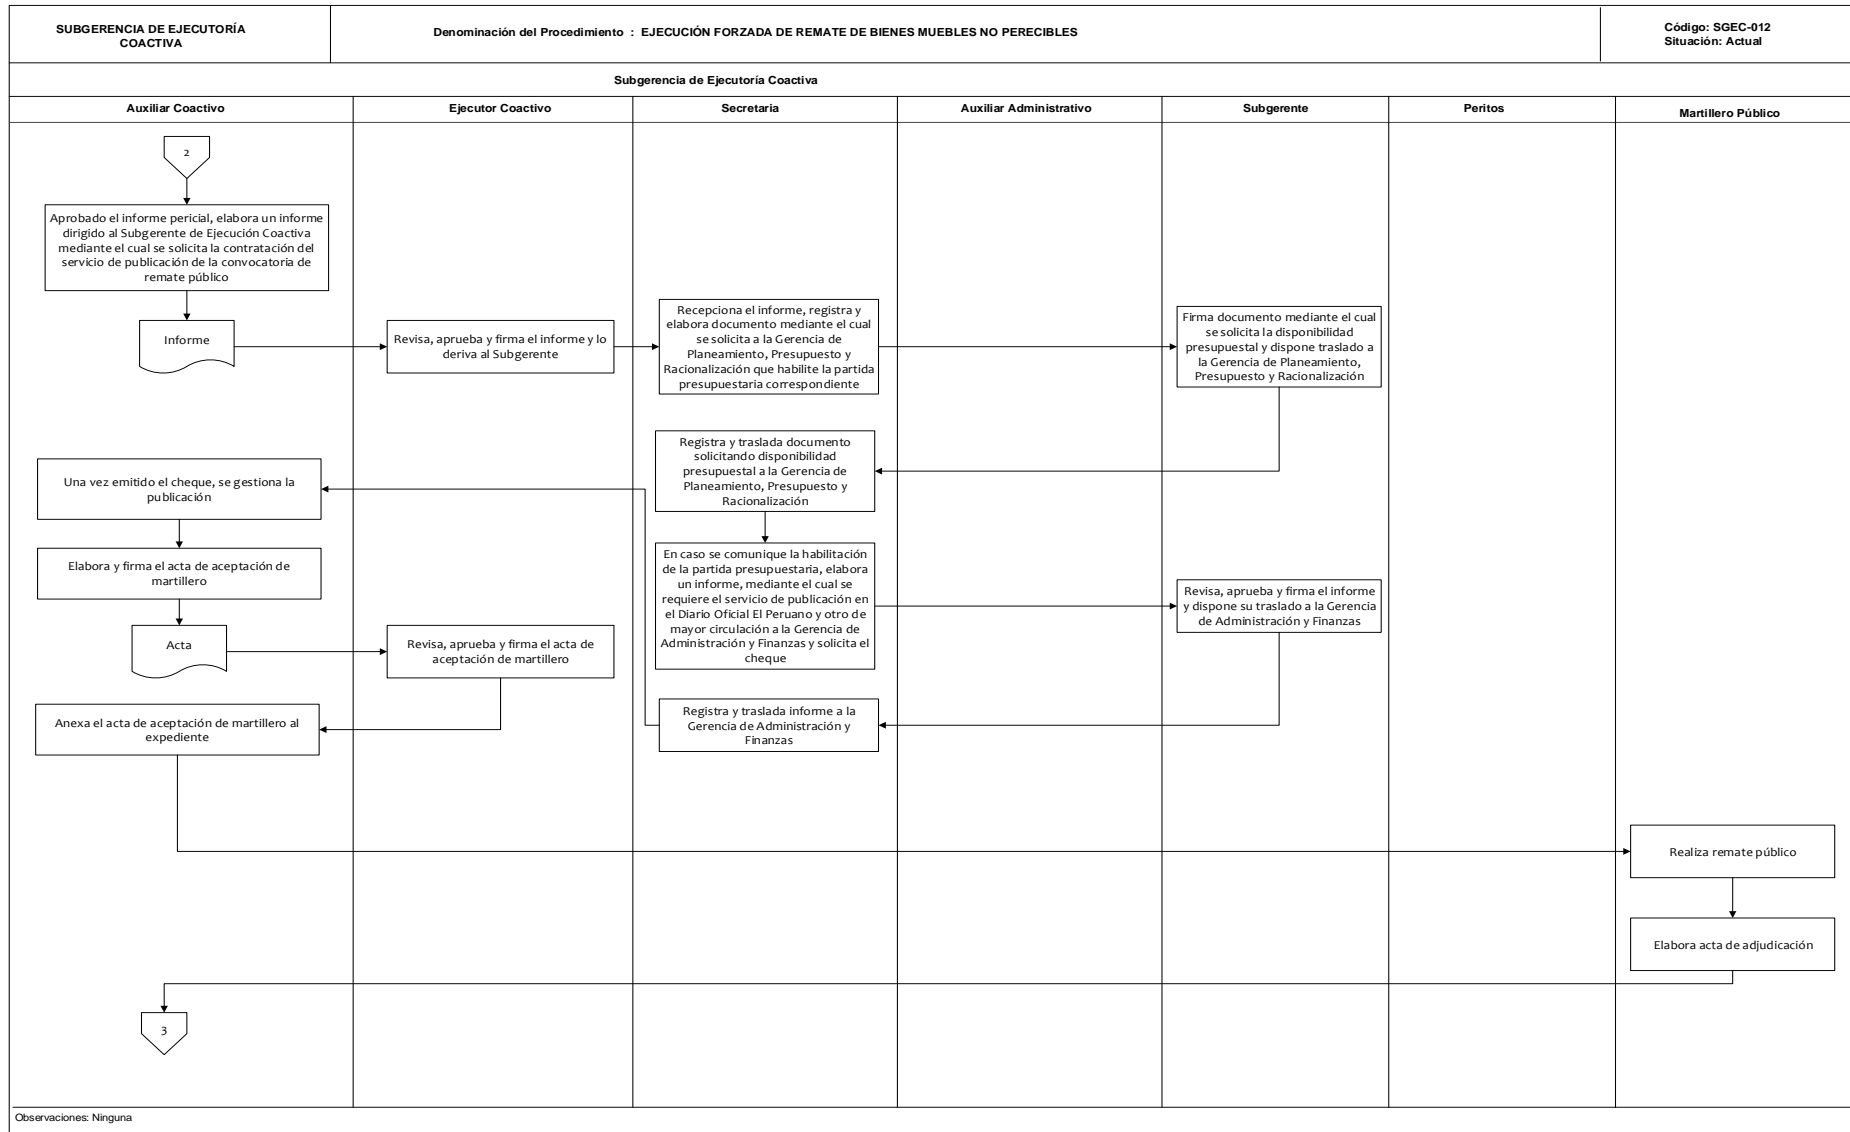 SUBGERENCIA DE EJECUTORÍA
COACTIVA
Denominación del Procedimiento : EJECUCIÓN FORZADA DE REMATE DE BIENES MUEBLES NO PERECIBLES
Código: SGEC-012
Situación: Actual
Subgerencia de Ejecutoría Coactiva
Auxiliar Coactivo
Ejecutor Coactivo
Secretaria
Auxiliar Administrativo
Subgerente
Peritos
Martillero Público
2
Aprobado el informe pericial, elabora un informe
dirigido al Subgerente de Ejecución Coactiva
mediante el cual se solicita la contratación del
servicio de publicación de la convocatoria de
remate público
Informe
Revisa, aprueba y firma el informe y lo
deriva al Subgerente
Recepciona el informe, registra y
elabora documento mediante el cual
se solicita a la Gerencia de
Planeamiento, Presupuesto y
Racionalización que habilite la partida
presupuestaria correspondiente
Firma documento mediante el cual
se solicita la disponibilidad
presupuestal y dispone traslado a
la Gerencia de Planeamiento,
Presupuesto y Racionalización
Registra y traslada documento
solicitando disponibilidad
presupuestal a la Gerencia de
Planeamiento, Presupuesto y
Racionalización
Una vez emitido el cheque, se gestiona la
publicación
Elabora y firma el acta de aceptación de
martillero
En caso se comunique la habilitación
de la partida presupuestaria, elabora
un informe, mediante el cual se
requiere el servicio de publicación en
el Diario Oficial El Peruano y otro de
mayor circulación a la Gerencia de
Administración y Finanzas y solicita el
cheque
Revisa, aprueba y firma el informe
y dispone su traslado a la Gerencia
de Administración y Finanzas
Acta
Revisa, aprueba y firma el acta de
aceptación de martillero
Anexa el acta de aceptación de martillero al
expediente
Registra y traslada informe a la
Gerencia de Administración y
Finanzas
Realiza remate público
Elabora acta de adjudicación
3
Observaciones: Ninguna